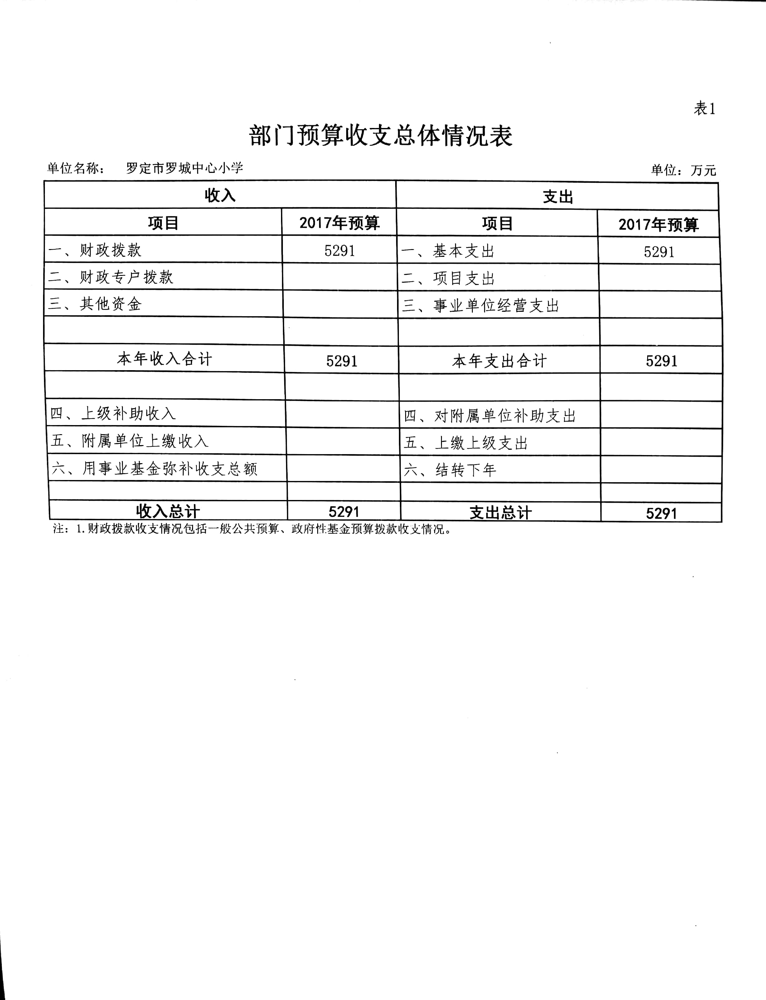 表1
部门预算收支总体情况表
单位名称： 罗定市罗城中心小学 单位：万元
收入 支出
项目 2017年预算 项目 2017年预算
一、财政拨款 5291 一、基本支出 5291
二、财政专户拨款 二、项目支出
三、其他资金 三、事业单位经营支出
本年收入合计 5291 本年支出合计 5291
四、上级补助收入 四、对附属单位补助支出
五、附属单位上缴收入 五、上缴上级支出
六、用事业基金弥补收支总额 六、结转下年
收入总计 5291 支出总计 5291
注：1.财政拨款收支情况包括一般公共预算、政府性基金预算拨款收支情况。